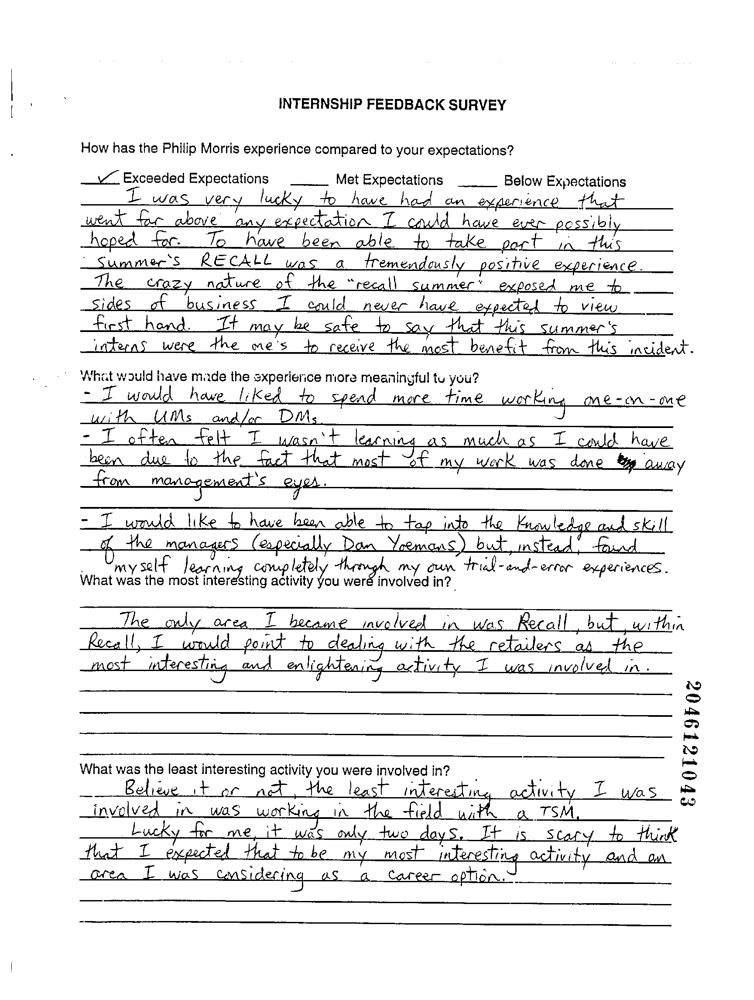 INTERNSHIP FEEDBACK SURVEY
How has the Philip Morris experience compared to your expectations?
✓ Exceeded Expectations ____ Met Expectations ____ Below Expectations
I was very lucky to have had an experience that
went far above any expectation I could have ever possibly
hoped for. To have been able to take part in this
summer's RECALL was a tremendously positive experience.
The crazy nature of the "recall summer" exposed me to
sides of business I could never have expected to view
first hand. It may be safe to say that this summer's
interns were the one's to receive the most benefit from this incident.
What would have made the experience more meaningful to you?
- I would have liked to spend more time working one-on-one
with UMs and/or DMs.
- I often felt I wasn't learning as much as I could have
been due to the fact that most of my work was done away
from management's eyes.
- I would like to have been able to tap into the knowledge and skill
of the managers (especially Dan Yoemans) but, instead, found
myself learning completely through my own trial-and-error experiences.
What was the most interesting activity you were involved in?
The only area I became involved in was Recall, but, within
Recall, I would point to dealing with the retailers as the
most interesting and enlightening activity I was involved in.
2046121043
What was the least interesting activity you were involved in?
Believe it or not, the least interesting activity I was
involved in was working in the field with a TSM.
Lucky for me, it was only two days. It is scary to think
that I expected that to be my most interesting activity and an
area I was considering as a career option.